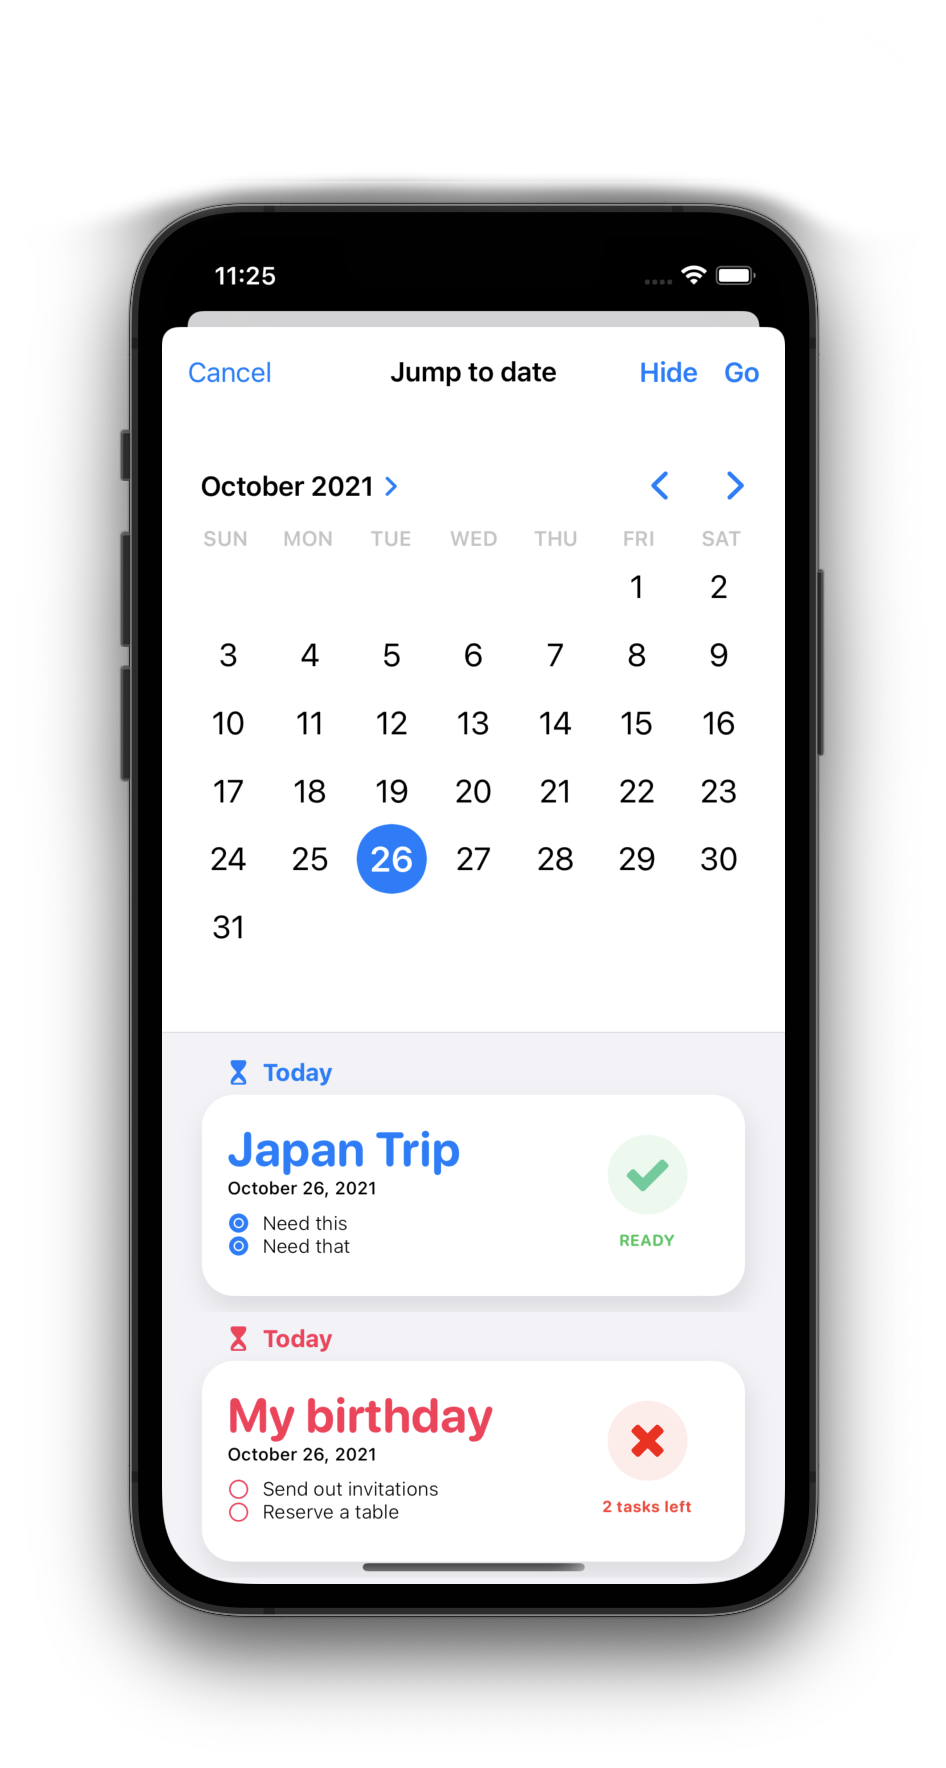 11:25
Cancel Jump to date Hide Go
October 2021
SUN MON TUE WED THU FRI SAT
1 2
3 4 5 6 7 8 9
10 11 12 13 14 15 16
17 18 19 20 21 22 23
24 25 26 27 28 29 30
31
Today
Japan Trip
October 26, 2021
Need this
Need that
READY
Today
My birthday
October 26, 2021
Send out invitations
Reserve a table
2 tasks left